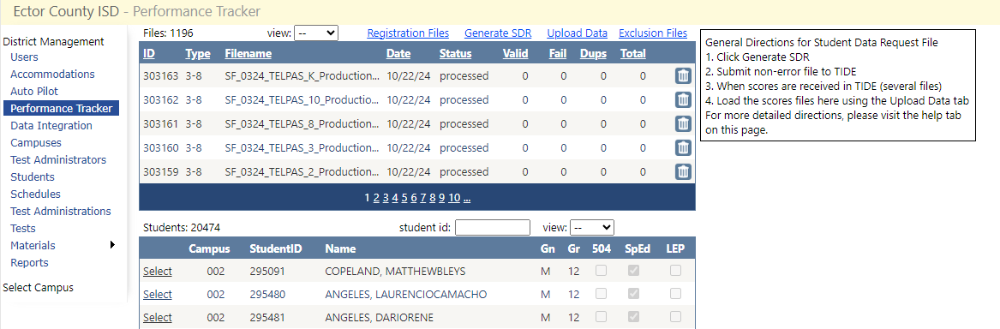 Ector County ISD - Performance Tracker
District Management
Users
Accommodations
Auto Pilot
Performance Tracker
Data Integration
Campuses
Test Administrators
Students
Schedules
Test Administrations
Tests
Materials
Reports
Select Campus
Files: 1196 view: -- Registration Files Generate SDR Upload Data Exclusion Files
ID Type Filename Date Status Valid Fail Dups Total
303163 3-8 SF_0324_TELPAS_K_Production... 10/22/24 processed 0 0 0 0
303162 3-8 SF_0324_TELPAS_10_Productio... 10/22/24 processed 0 0 0 0
303161 3-8 SF_0324_TELPAS_8_Production... 10/22/24 processed 0 0 0 0
303160 3-8 SF_0324_TELPAS_3_Production... 10/22/24 processed 0 0 0 0
303159 3-8 SF_0324_TELPAS_2_Production... 10/22/24 processed 0 0 0 0
1 2 3 4 5 6 7 8 9 10 ...
Students: 20474 student id: view: --
Campus StudentID Name Gn Gr 504 SpEd LEP
Select 002 295091 COPELAND, MATTHEWBLEYS M 12
Select 002 295480 ANGELES, LAURENCIOCAMACHO M 12
Select 002 295481 ANGELES, DARIORENE M 12
General Directions for Student Data Request File
1. Click Generate SDR
2. Submit non-error file to TIDE
3. When scores are received in TIDE (several files)
4. Load the scores files here using the Upload Data tab
For more detailed directions, please visit the help tab
on this page.